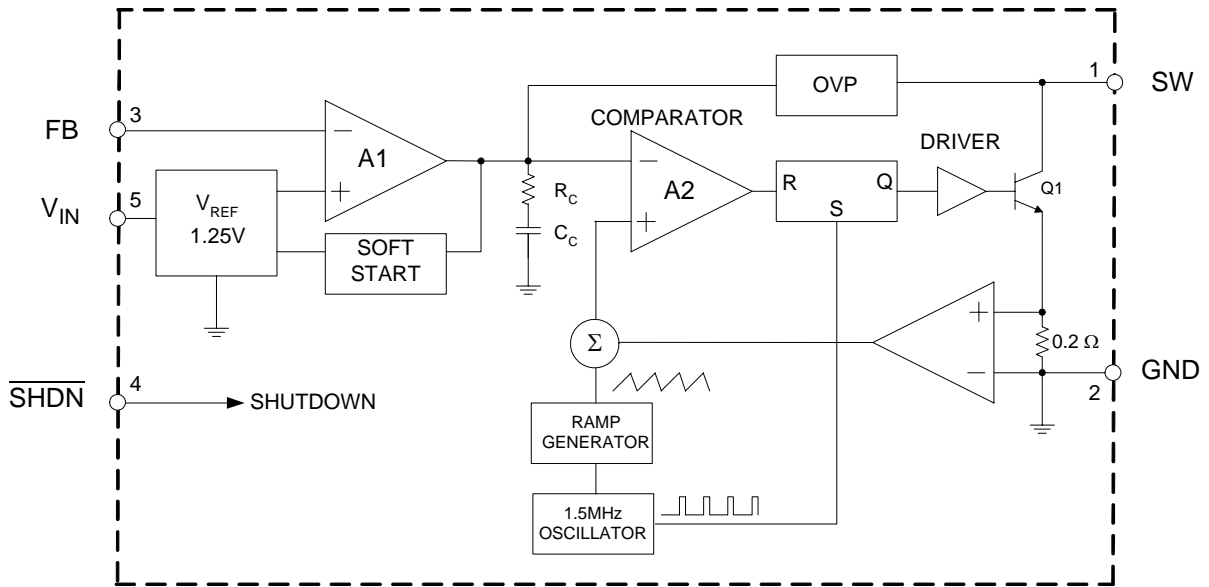 1
SW
OVP
3
FB
COMPARATOR
DRIVER
−
A1
+
−
A2
+
R
Q
S
Q1
5
V_IN
V_REF
1.25V
R_C
C_C
SOFT
START
Σ
+
−
0.2 Ω
GND
2
4
S̅H̅D̅N̅
SHUTDOWN
RAMP
GENERATOR
1.5MHz
OSCILLATOR